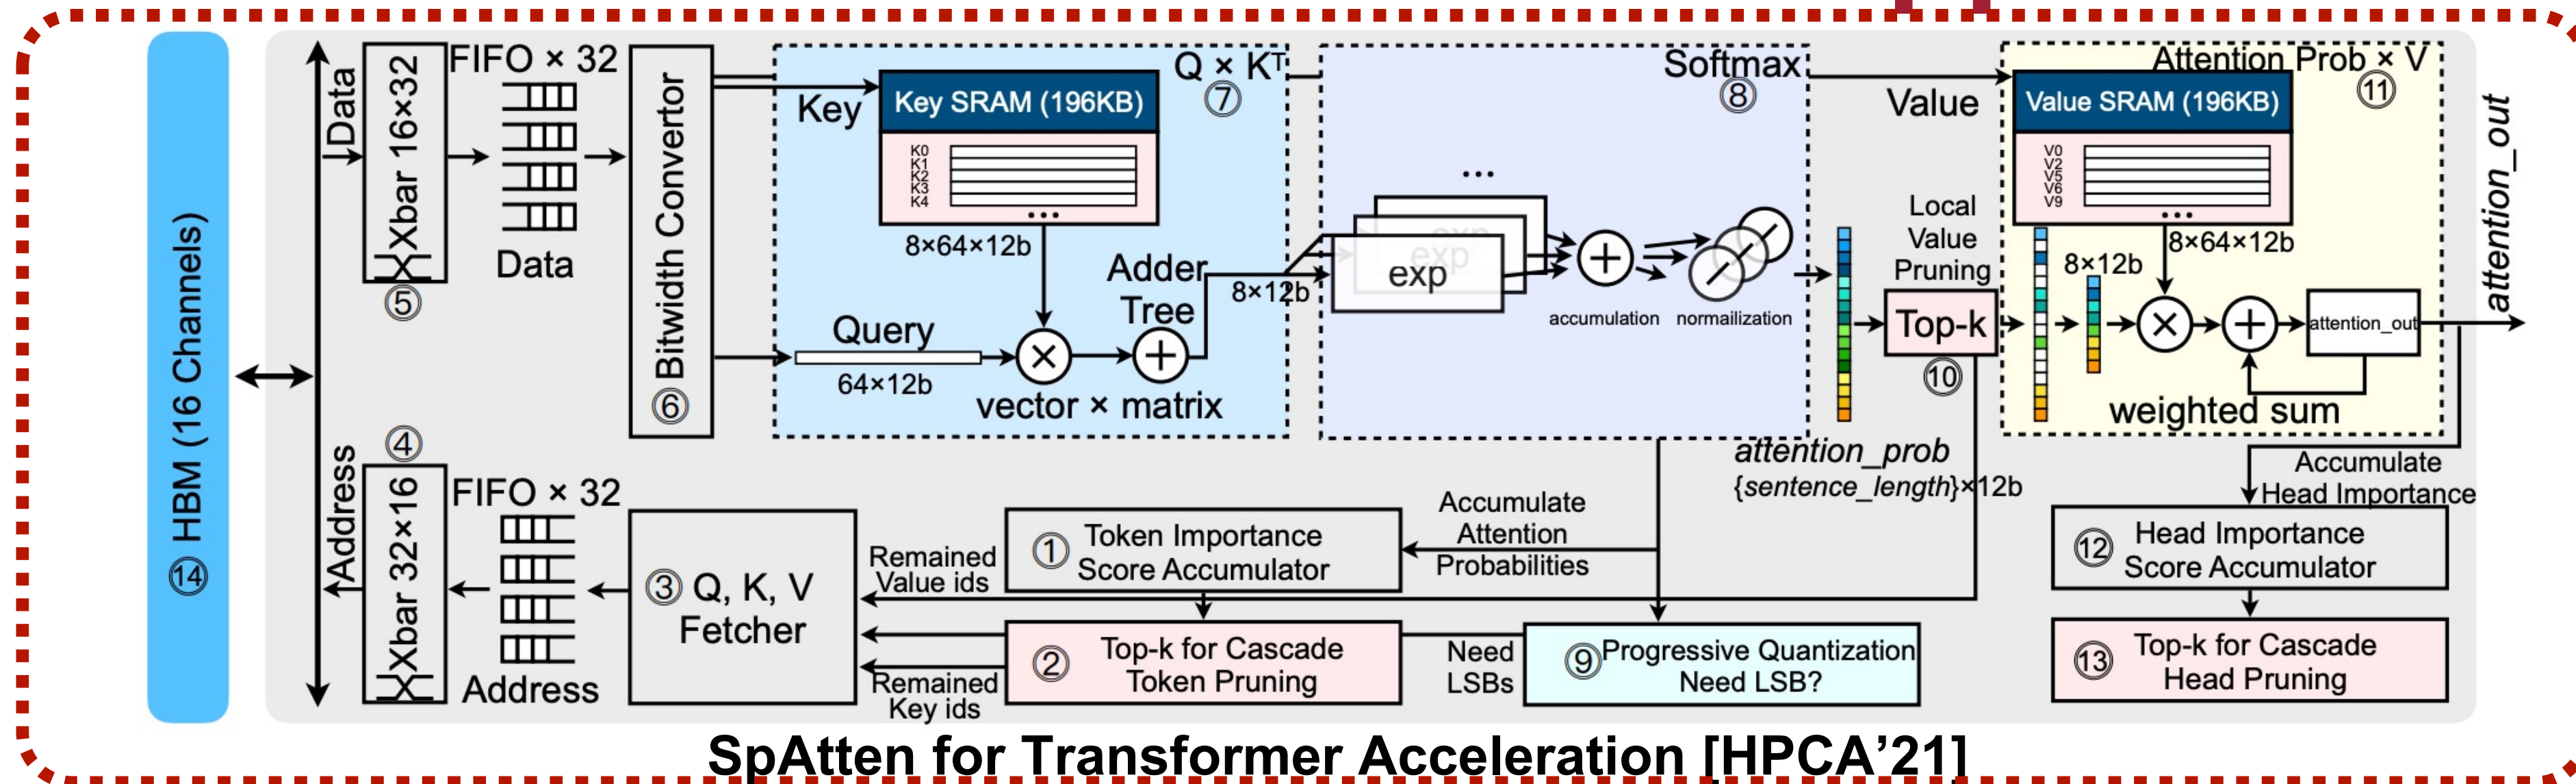 ⑭ HBM (16 Channels)
Data
Address
Xbar 16×32
⑤
FIFO × 32
Data
⑥ Bitwidth Convertor
Q × Kᵀ
⑦
Key
Key SRAM (196KB)
K0
K1
K2
K3
K4
...
8×64×12b
Adder
Tree
8×12b
Query
64×12b
vector × matrix
Softmax
⑧
...
exp
exp
exp
accumulation
normailization
Value
Local
Value
Pruning
Top-k
⑩
attention_prob
{sentence_length}×12b
Attention Prob × V
⑪
Value SRAM (196KB)
V0
V2
V5
V6
V9
...
8×64×12b
8×12b
attention_out
weighted sum
attention_out
④
Xbar 32×16
FIFO × 32
Address
③ Q, K, V
Fetcher
Remained
Value ids
Remained
Key ids
① Token Importance
Score Accumulator
② Top-k for Cascade
Token Pruning
Accumulate
Attention
Probabilities
Need
LSBs
⑨ Progressive Quantization
Need LSB?
Accumulate
Head Importance
⑫ Head Importance
Score Accumulator
⑬ Top-k for Cascade
Head Pruning
SpAtten for Transformer Acceleration [HPCA’21]